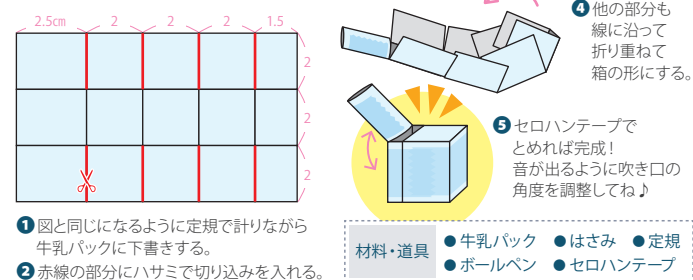 2.5cm 2 2 2 1.5
2
2
2
❶図と同じになるように定規で計りながら
牛乳パックに下書きする。
❷赤線の部分にハサミで切り込みを入れる。
❹他の部分も
線に沿って
折り重ねて
箱の形にする。
❺セロハンテープで
とめれば完成!
音が出るように吹き口の
角度を調整してね♪
材料・道具
●牛乳パック ●はさみ ●定規
●ボールペン ●セロハンテープ